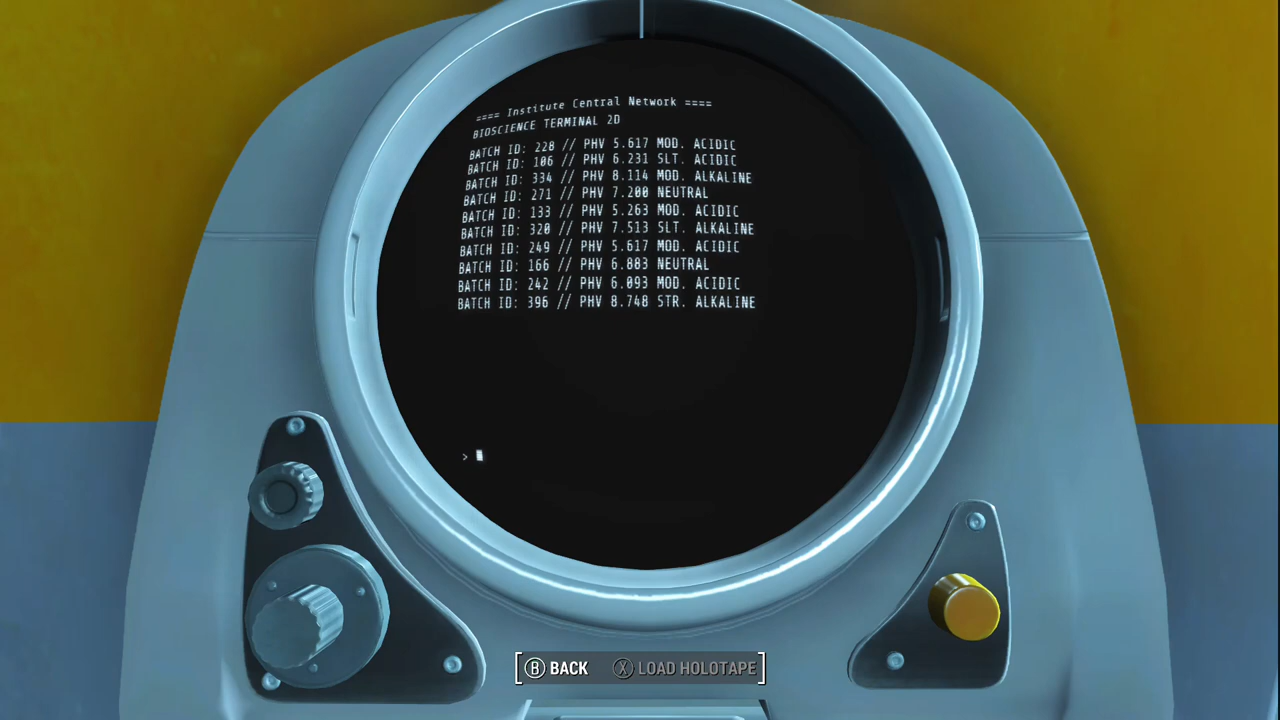 ==== Institute Central Network ====
BIOSCIENCE TERMINAL 2D
BATCH ID: 228 // PHV 5.617 MOD. ACIDIC
BATCH ID: 106 // PHV 6.231 SLT. ACIDIC
BATCH ID: 334 // PHV 8.114 MOD. ALKALINE
BATCH ID: 271 // PHV 7.200 NEUTRAL
BATCH ID: 133 // PHV 5.263 MOD. ACIDIC
BATCH ID: 320 // PHV 7.513 SLT. ALKALINE
BATCH ID: 249 // PHV 5.617 MOD. ACIDIC
BATCH ID: 166 // PHV 6.883 NEUTRAL
BATCH ID: 242 // PHV 6.093 MOD. ACIDIC
BATCH ID: 396 // PHV 8.748 STR. ALKALINE
>
B BACK X LOAD HOLOTAPE